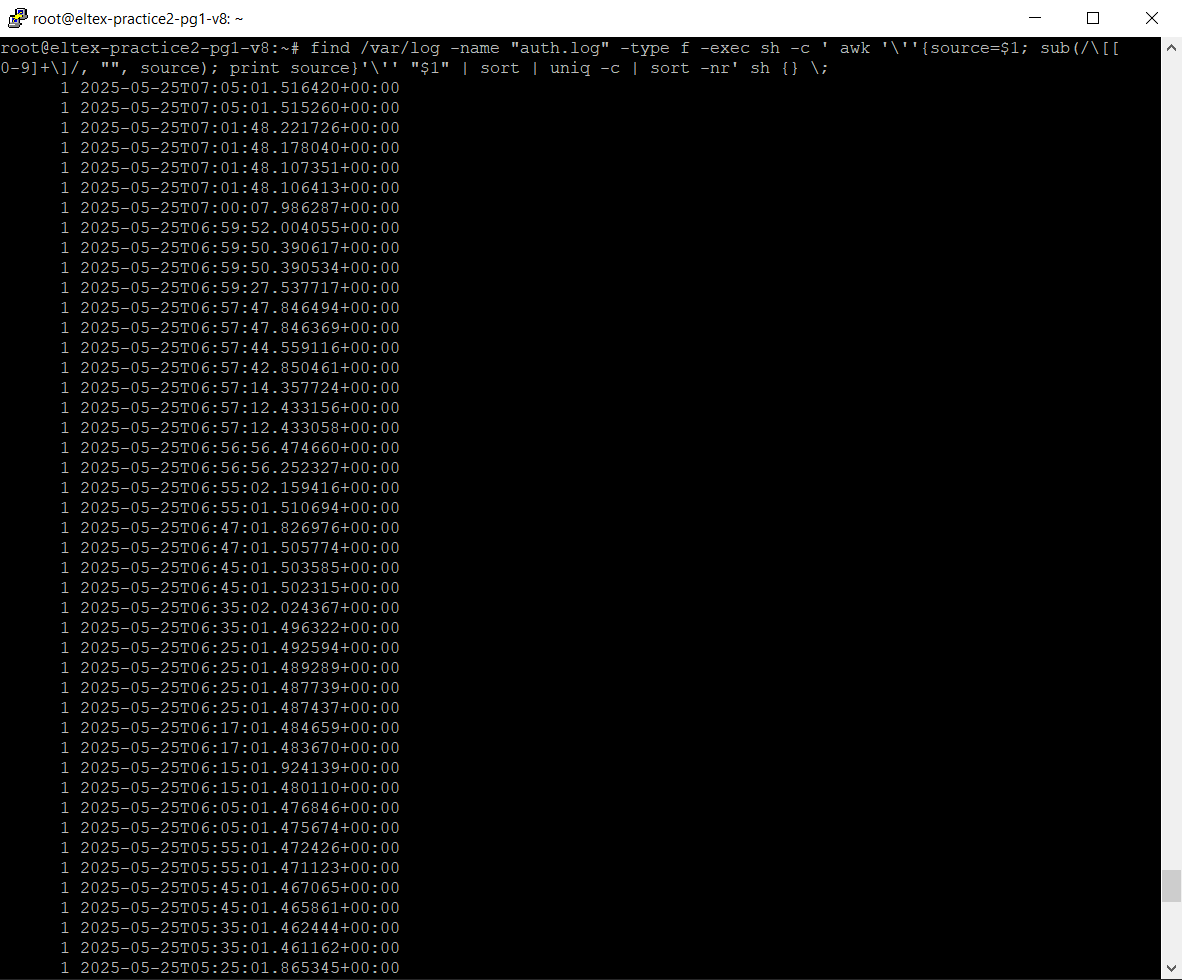 root@eltex-practice2-pg1-v8: ~
root@eltex-practice2-pg1-v8:~# find /var/log -name "auth.log" -type f -exec sh -c ' awk '\''{source=$1; sub(/\[[
0-9]+\]/, "", source); print source}'\'' "$1" | sort | uniq -c | sort -nr' sh {} \;
1 2025-05-25T07:05:01.516420+00:00
1 2025-05-25T07:05:01.515260+00:00
1 2025-05-25T07:01:48.221726+00:00
1 2025-05-25T07:01:48.178040+00:00
1 2025-05-25T07:01:48.107351+00:00
1 2025-05-25T07:01:48.106413+00:00
1 2025-05-25T07:00:07.986287+00:00
1 2025-05-25T06:59:52.004055+00:00
1 2025-05-25T06:59:50.390617+00:00
1 2025-05-25T06:59:50.390534+00:00
1 2025-05-25T06:59:27.537717+00:00
1 2025-05-25T06:57:47.846494+00:00
1 2025-05-25T06:57:47.846369+00:00
1 2025-05-25T06:57:44.559116+00:00
1 2025-05-25T06:57:42.850461+00:00
1 2025-05-25T06:57:14.357724+00:00
1 2025-05-25T06:57:12.433156+00:00
1 2025-05-25T06:57:12.433058+00:00
1 2025-05-25T06:56:56.474660+00:00
1 2025-05-25T06:56:56.252327+00:00
1 2025-05-25T06:55:02.159416+00:00
1 2025-05-25T06:55:01.510694+00:00
1 2025-05-25T06:47:01.826976+00:00
1 2025-05-25T06:47:01.505774+00:00
1 2025-05-25T06:45:01.503585+00:00
1 2025-05-25T06:45:01.502315+00:00
1 2025-05-25T06:35:02.024367+00:00
1 2025-05-25T06:35:01.496322+00:00
1 2025-05-25T06:25:01.492594+00:00
1 2025-05-25T06:25:01.489289+00:00
1 2025-05-25T06:25:01.487739+00:00
1 2025-05-25T06:25:01.487437+00:00
1 2025-05-25T06:17:01.484659+00:00
1 2025-05-25T06:17:01.483670+00:00
1 2025-05-25T06:15:01.924139+00:00
1 2025-05-25T06:15:01.480110+00:00
1 2025-05-25T06:05:01.476846+00:00
1 2025-05-25T06:05:01.475674+00:00
1 2025-05-25T05:55:01.472426+00:00
1 2025-05-25T05:55:01.471123+00:00
1 2025-05-25T05:45:01.467065+00:00
1 2025-05-25T05:45:01.465861+00:00
1 2025-05-25T05:35:01.462444+00:00
1 2025-05-25T05:35:01.461162+00:00
1 2025-05-25T05:25:01.865345+00:00